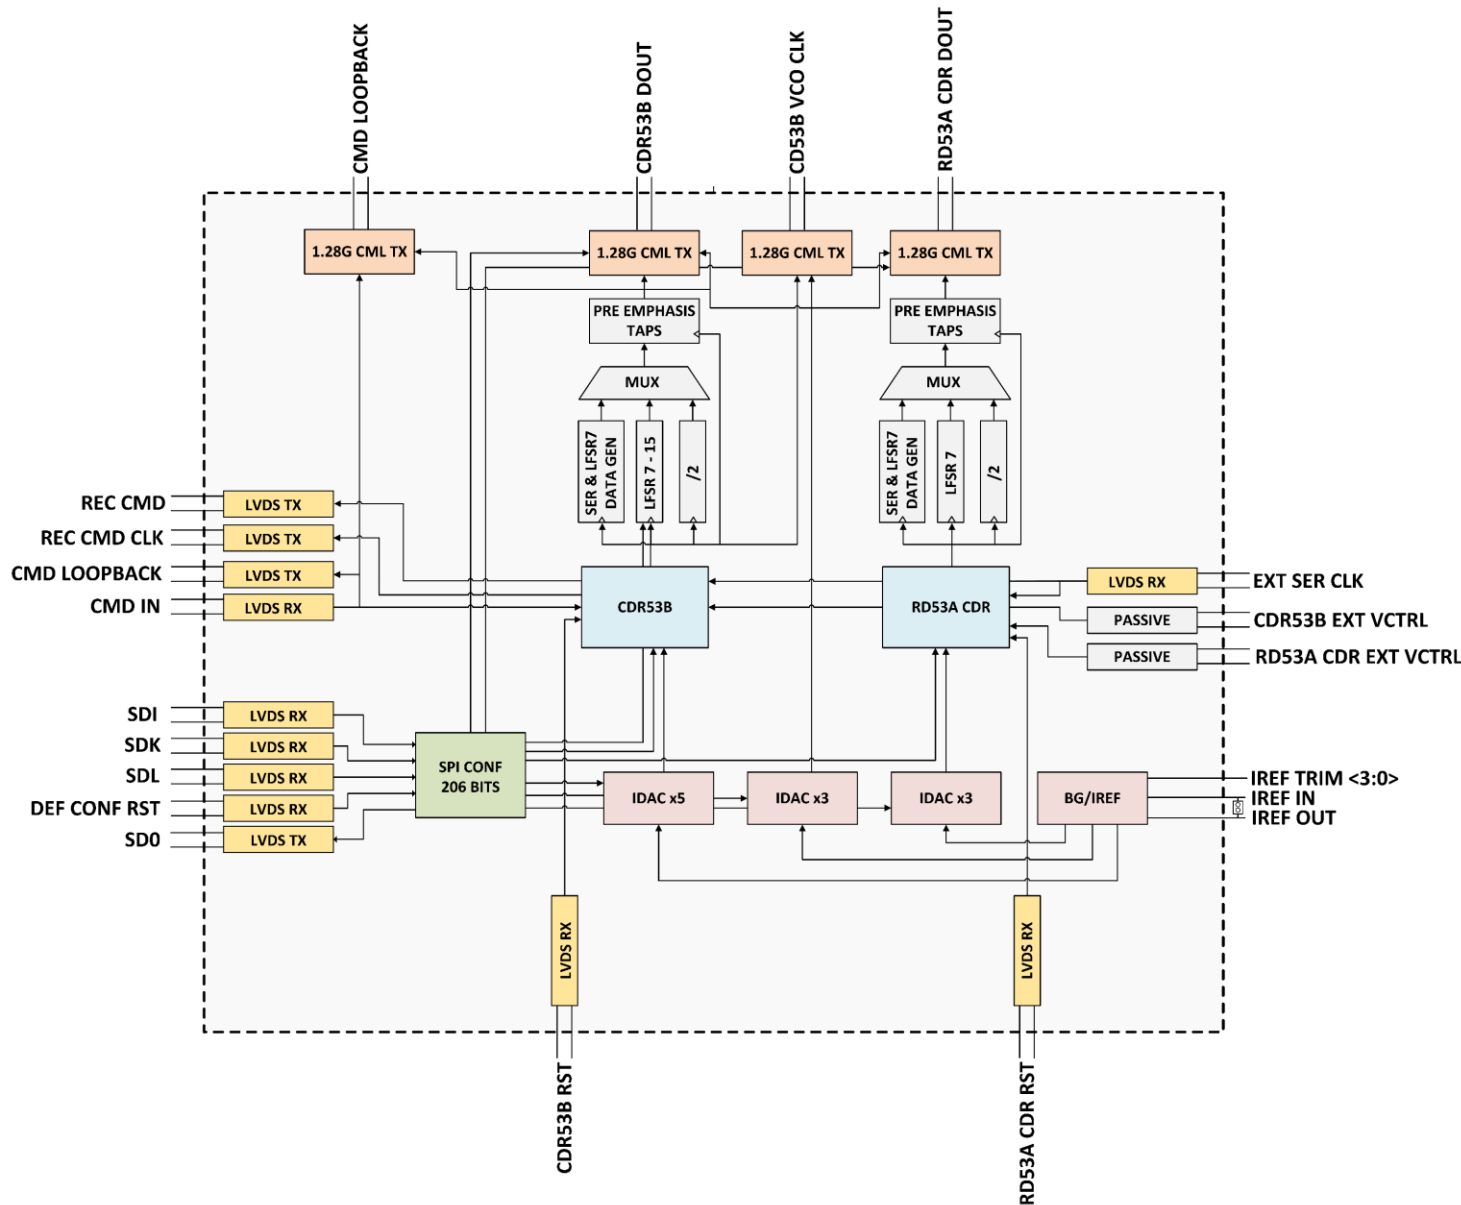 CMD LOOPBACK
CDR53B DOUT
CD53B VCO CLK
RD53A CDR DOUT
1.28G CML TX
1.28G CML TX
1.28G CML TX
1.28G CML TX
PRE EMPHASIS
TAPS
PRE EMPHASIS
TAPS
MUX
MUX
SER & LFSR7
DATA GEN
LFSR 7 - 15
/2
SER & LFSR7
DATA GEN
LFSR 7
/2
REC CMD
LVDS TX
REC CMD CLK
LVDS TX
CMD LOOPBACK
LVDS TX
CMD IN
LVDS RX
CDR53B
RD53A CDR
LVDS RX
EXT SER CLK
PASSIVE
CDR53B EXT VCTRL
PASSIVE
RD53A CDR EXT VCTRL
SDI
LVDS RX
SDK
LVDS RX
SDL
LVDS RX
DEF CONF RST
LVDS RX
SD0
LVDS TX
SPI CONF
206 BITS
IDAC x5
IDAC x3
IDAC x3
BG/IREF
IREF TRIM <3:0>
IREF IN
IREF OUT
LVDS RX
LVDS RX
CDR53B RST
RD53A CDR RST